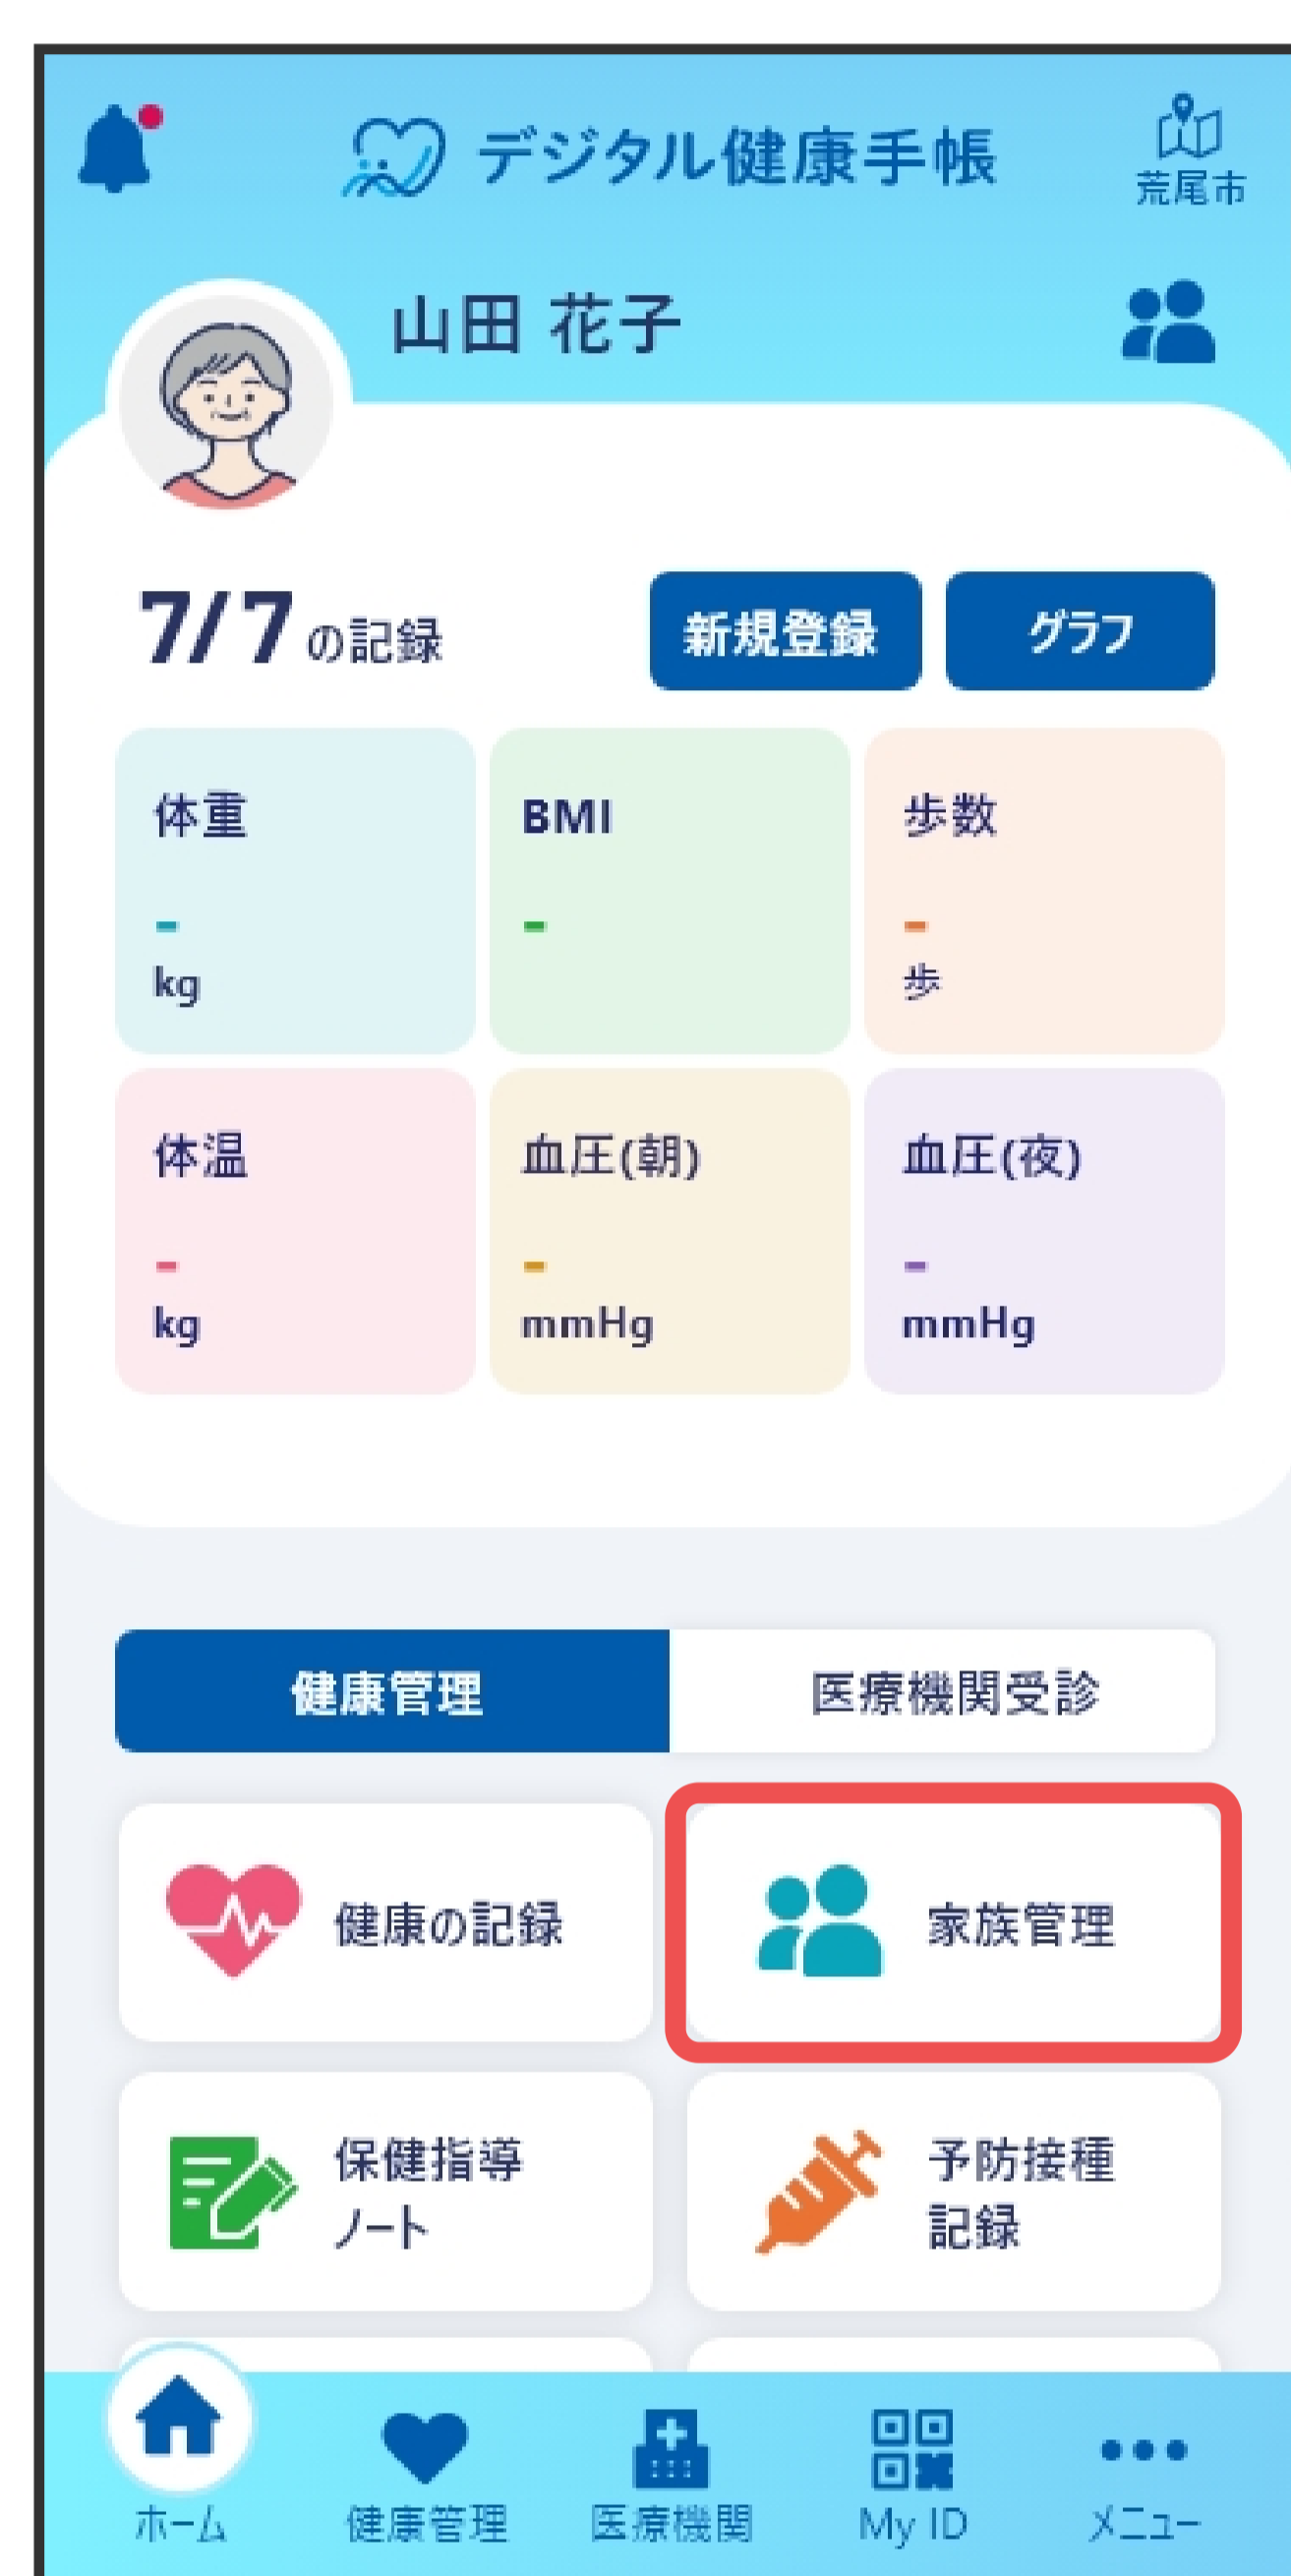 デジタル健康手帳
荒尾市
山田 花子
7/7の記録
新規登録
グラフ
体重
-
kg
BMI
-
歩数
-
歩
体温
-
kg
血圧(朝)
-
mmHg
血圧(夜)
-
mmHg
健康管理
医療機関受診
健康の記録
家族管理
保健指導
ノート
予防接種
記録
ホーム
健康管理
医療機関
My ID
メニュー